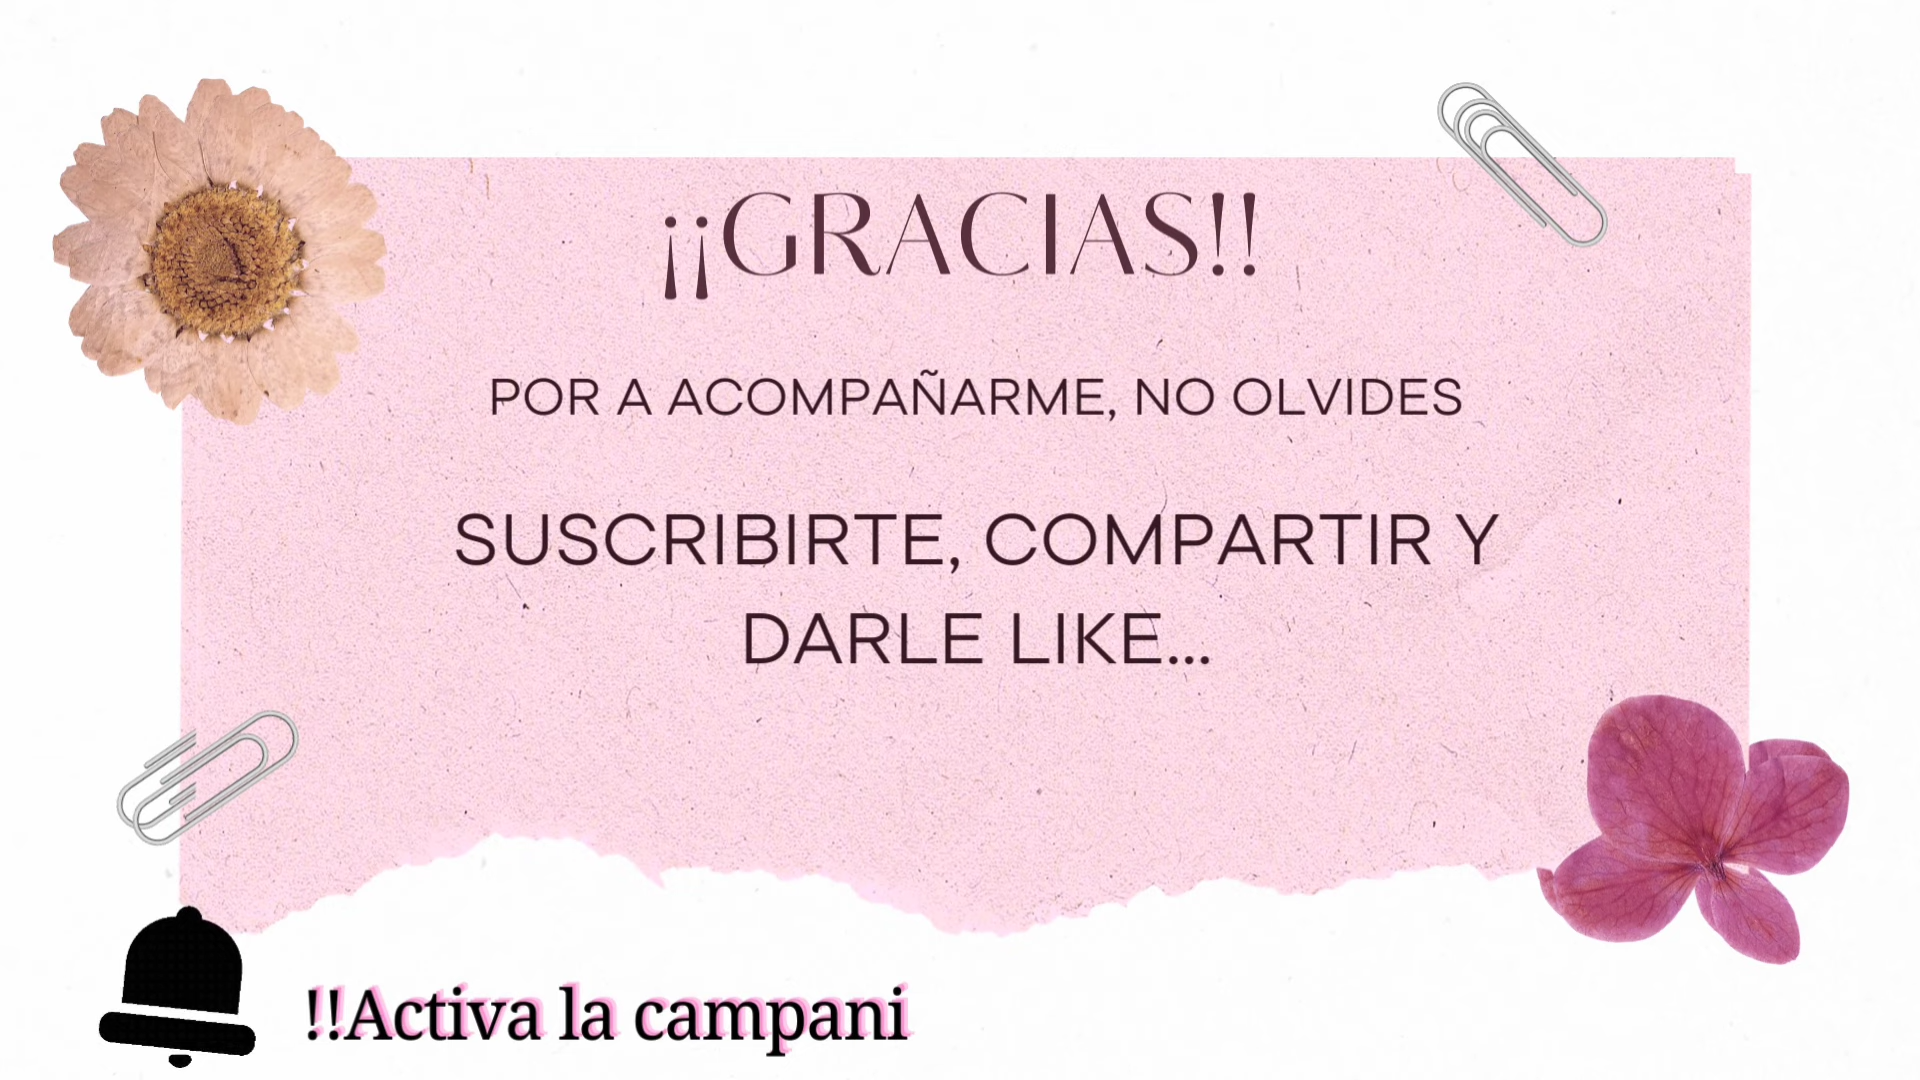 ¡¡GRACIAS!!
POR A ACOMPAÑARME, NO OLVIDES
SUSCRIBIRTE, COMPARTIR Y
DARLE LIKE...
!!Activa la campani